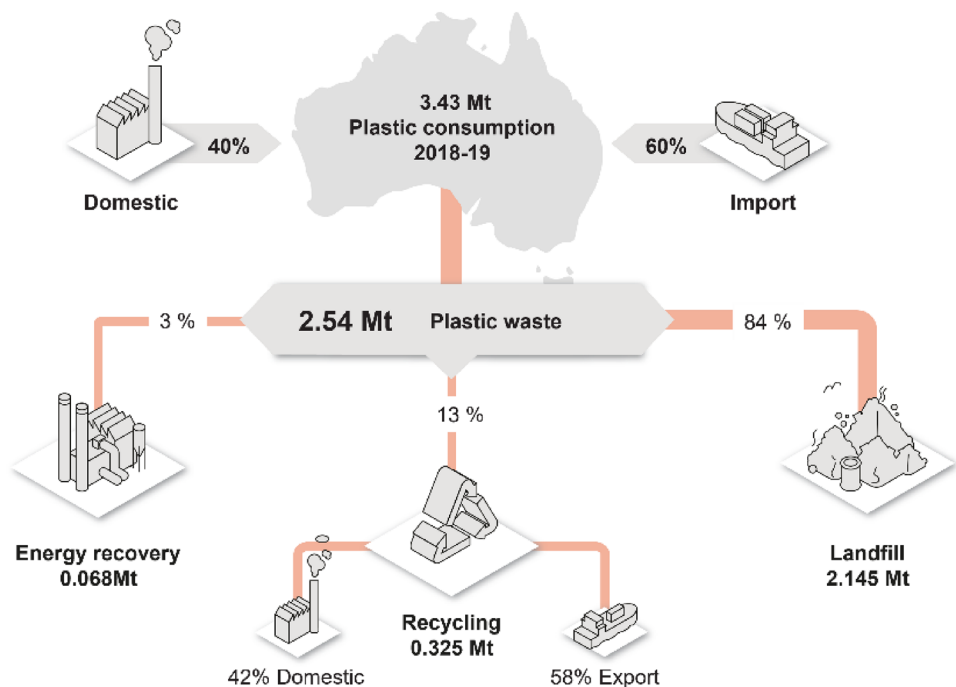 3.43 Mt
Plastic consumption
2018-19
40%
60%
Domestic
Import
2.54 Mt Plastic waste
3 %
84 %
13 %
Energy recovery
0.068Mt
Landfill
2.145 Mt
Recycling
0.325 Mt
42% Domestic
58% Export